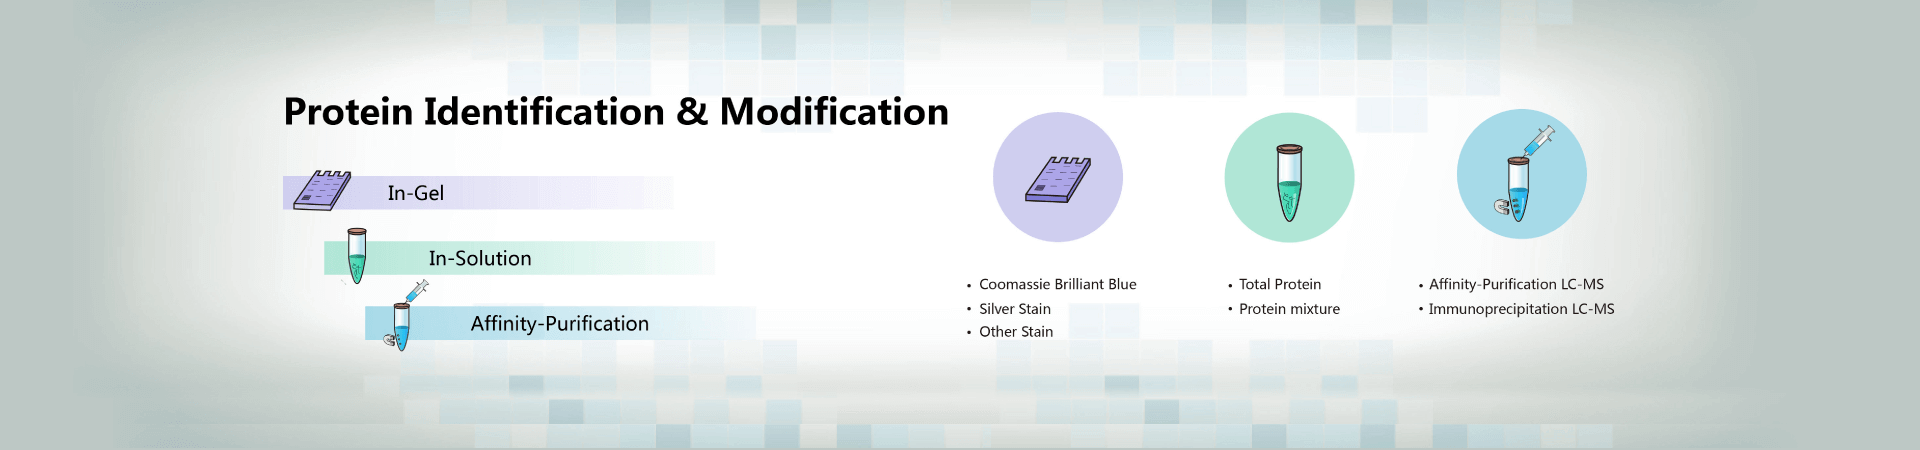 Protein Identification & Modification
In-Gel
In-Solution
Affinity-Purification
• Coomassie Brilliant Blue
• Silver Stain
• Other Stain
• Total Protein
• Protein mixture
• Affinity-Purification LC-MS
• Immunoprecipitation LC-MS